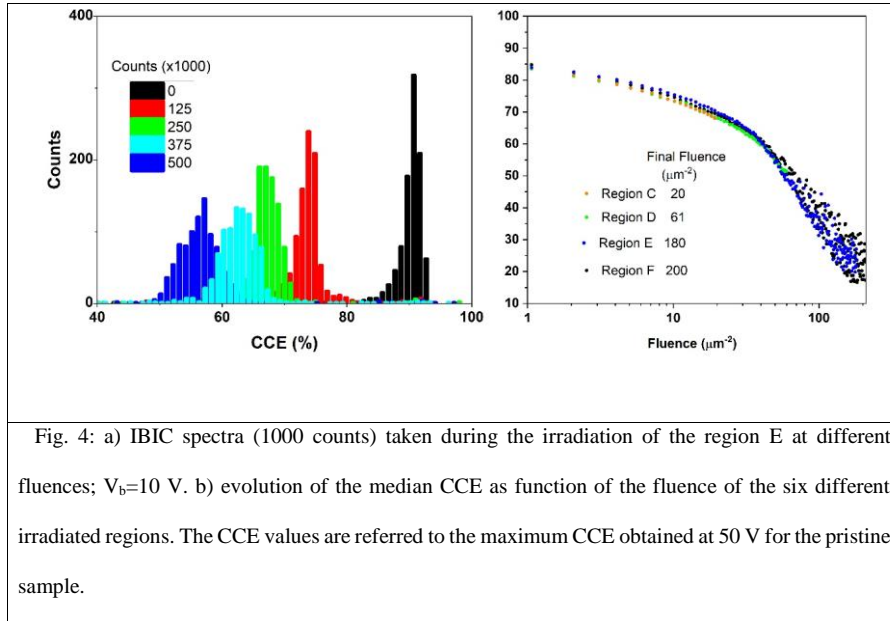 400
200
0
Counts
Counts (x1000)
0
125
250
375
500
40 60 80 100
CCE (%)
100
90
80
70
60
50
40
30
20
10
Final Fluence
(μm-2)
Region C 20
Region D 61
Region E 180
Region F 200
1 10 100
Fluence (μm-2)
Fig. 4: a) IBIC spectra (1000 counts) taken during the irradiation of the region E at different
fluences; Vb=10 V. b) evolution of the median CCE as function of the fluence of the six different
irradiated regions. The CCE values are referred to the maximum CCE obtained at 50 V for the pristine
sample.